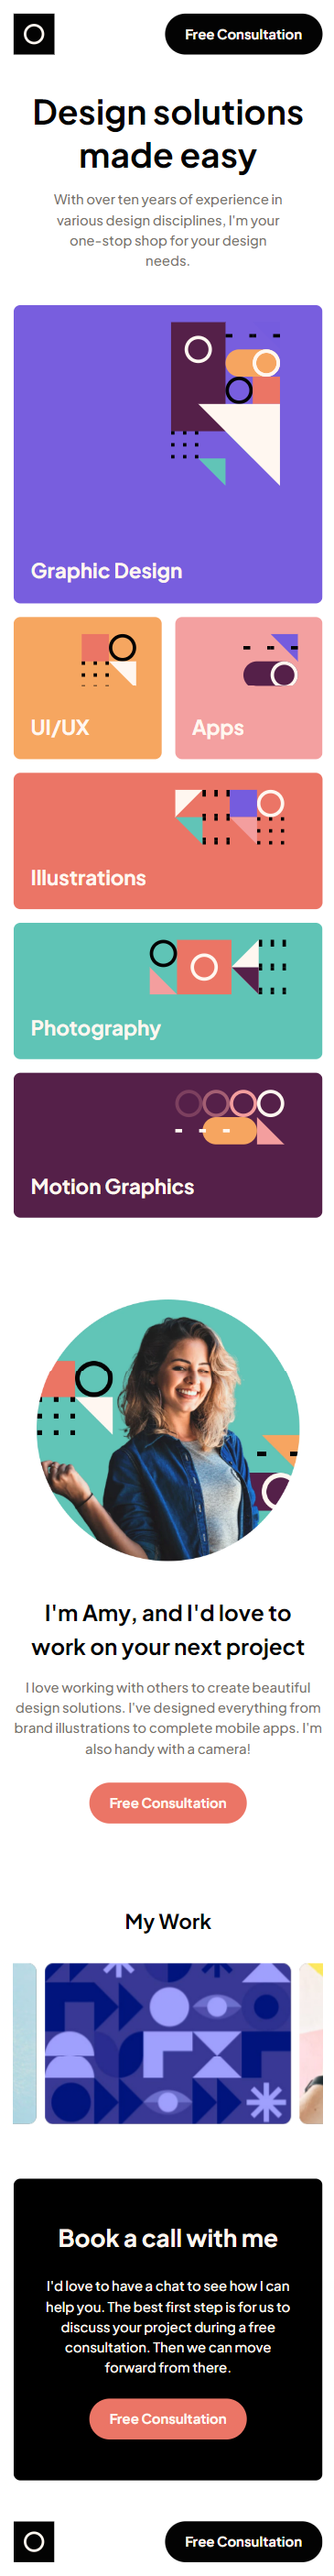 Free Consultation
Design solutions
made easy
With over ten years of experience in
various design disciplines, I'm your
one-stop shop for your design
needs.
Graphic Design
UI/UX
Apps
Illustrations
Photography
Motion Graphics
I'm Amy, and I'd love to
work on your next project
I love working with others to create beautiful
design solutions. I've designed everything from
brand illustrations to complete mobile apps. I'm
also handy with a camera!
Free Consultation
My Work
Book a call with me
I'd love to have a chat to see how I can
help you. The best first step is for us to
discuss your project during a free
consultation. Then we can move
forward from there.
Free Consultation
Free Consultation